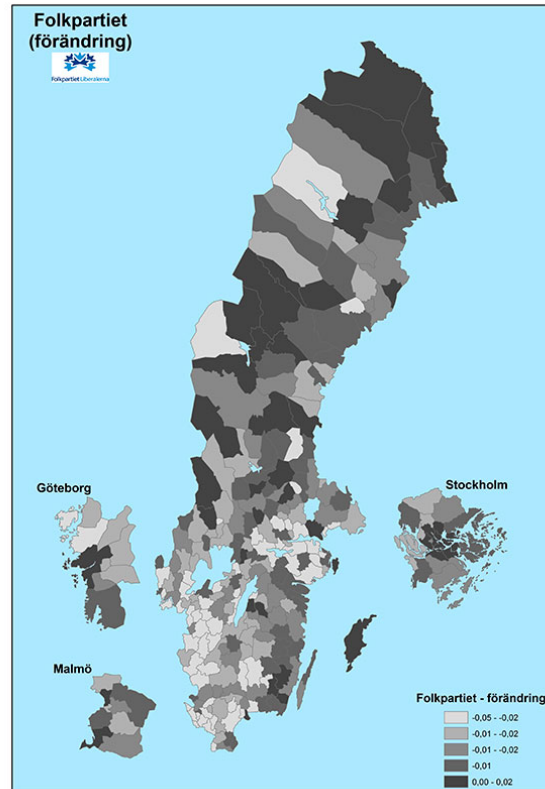 Folkpartiet
(förändring)
Folkpartiet Liberalerna
Göteborg
Stockholm
Malmö
Folkpartiet - förändring
-0,05 - -0,02
-0,01 - -0,02
-0,01 - -0,02
-0,01
0,00 - 0,02